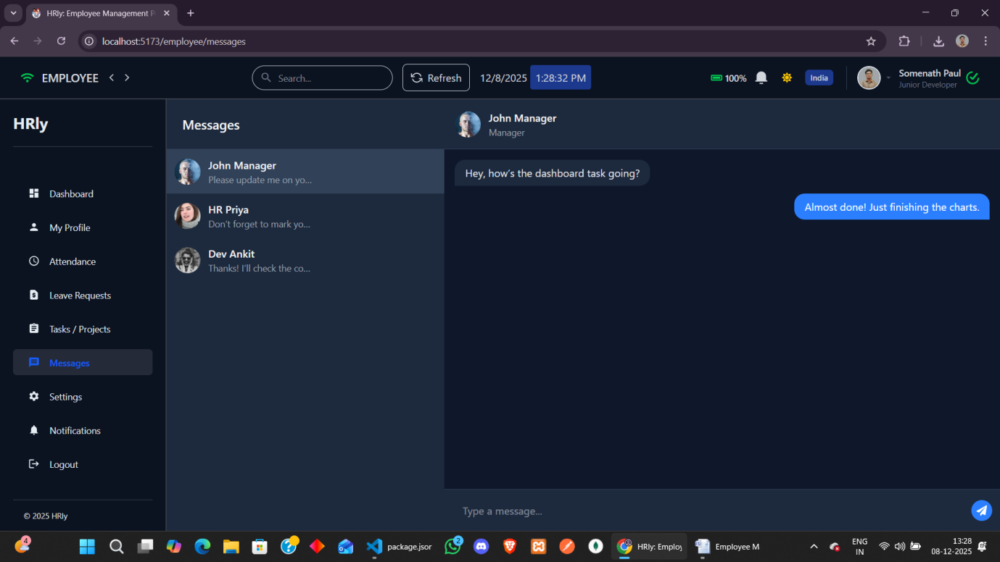 HRly: Employee Management P
localhost:5173/employee/messages
EMPLOYEE
Search...
Refresh
12/8/2025 1:28:32 PM
100%
India
Somenath Paul
Junior Developer
HRly
Dashboard
My Profile
Attendance
Leave Requests
Tasks / Projects
Messages
Settings
Notifications
Logout
© 2025 HRly
Messages
John Manager
Please update me on yo...
HR Priya
Don't forget to mark yo...
Dev Ankit
Thanks! I'll check the co...
John Manager
Manager
Hey, how's the dashboard task going?
Almost done! Just finishing the charts.
Type a message...
4
package.jsor
2
HRly: Employ
Employee M
ENG
IN
13:28
08-12-2025